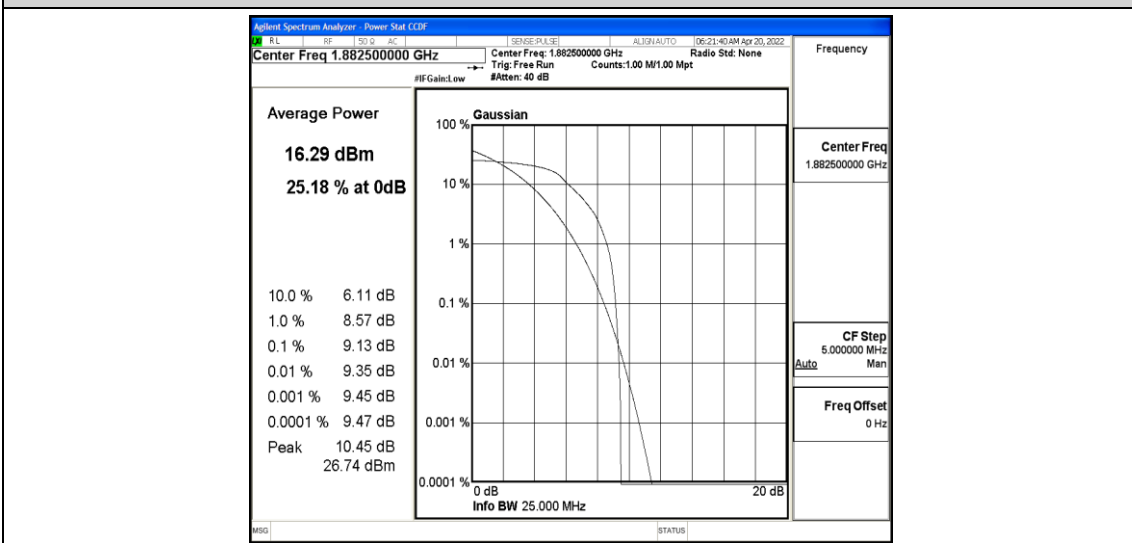 Agilent Spectrum Analyzer - Power Stat CCDF
RL RF 50 Ω AC SENSE:PULSE ALIGN AUTO 06:21:40 AM Apr 20, 2022
Center Freq 1.882500000 GHz
Center Freq: 1.882500000 GHz Radio Std: None
Trig: Free Run Counts:1.00 M/1.00 Mpt
#IFGain:Low #Atten: 40 dB
Frequency
Average Power
16.29 dBm
25.18 % at 0dB
10.0 % 6.11 dB
1.0 % 8.57 dB
0.1 % 9.13 dB
0.01 % 9.35 dB
0.001 % 9.45 dB
0.0001 % 9.47 dB
Peak 10.45 dB
26.74 dBm
Gaussian
100 %
10 %
1 %
0.1 %
0.01 %
0.001 %
0.0001 %
0 dB 20 dB
Info BW 25.000 MHz
Center Freq
1.882500000 GHz
CF Step
5.000000 MHz
Auto Man
Freq Offset
0 Hz
MSG STATUS